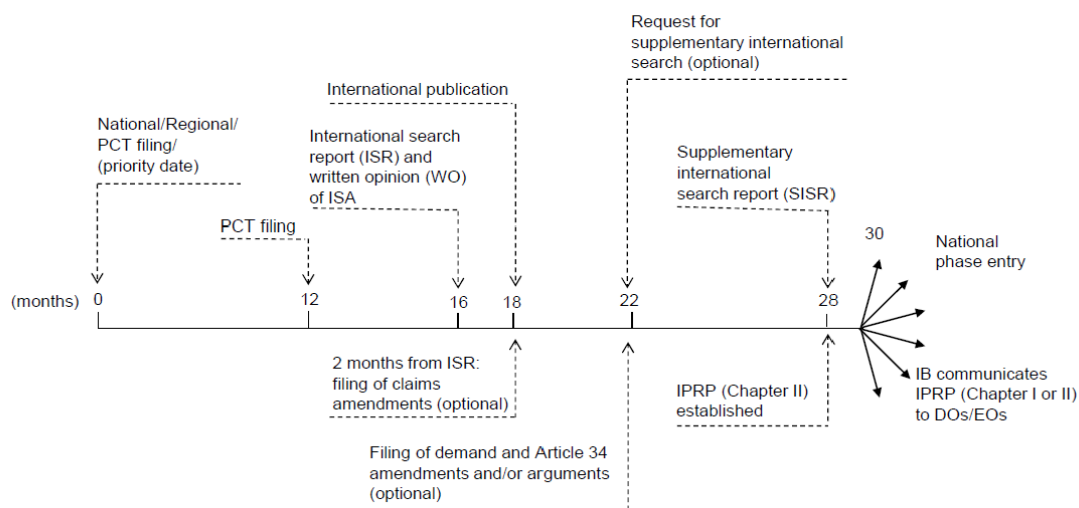 Request for
supplementary international
search (optional)
International publication
National/Regional/
PCT filing/
(priority date)
International search
report (ISR) and
written opinion (WO)
of ISA
Supplementary
international
search report (SISR)
PCT filing
30
National
phase entry
(months) 0 12 16 18 22 28
2 months from ISR:
filing of claims
amendments (optional)
IPRP (Chapter II)
established
IB communicates
IPRP (Chapter I or II)
to DOs/EOs
Filing of demand and Article 34
amendments and/or arguments
(optional)